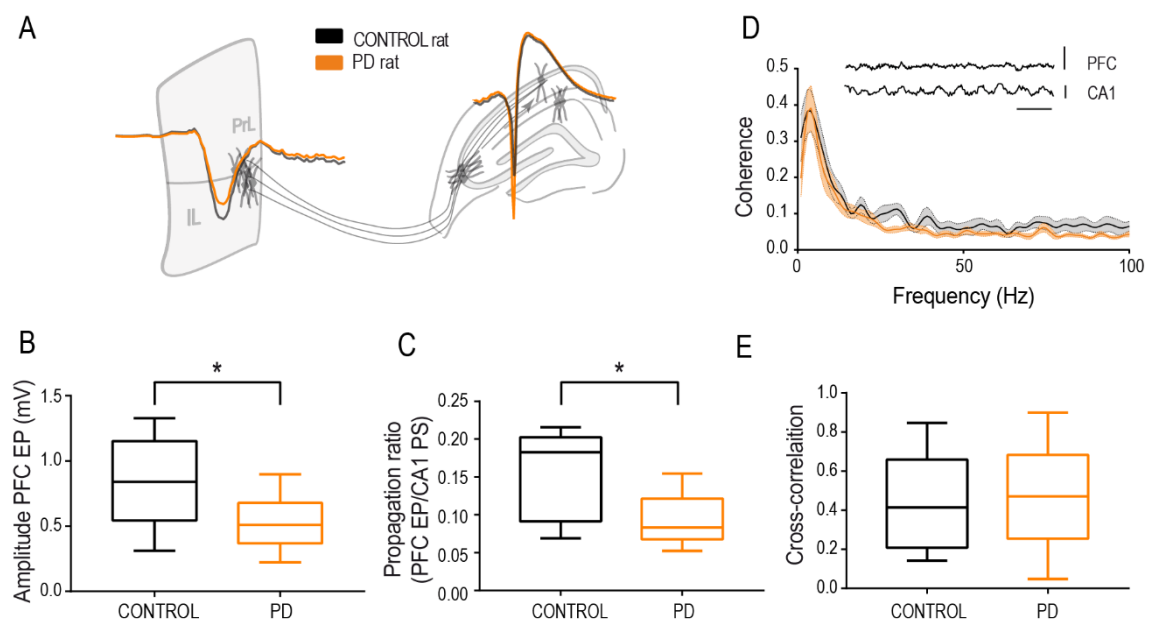 A
CONTROL rat
PD rat
PrL
IL
D
PFC
CA1
0.5
0.4
0.3
0.2
0.1
0.0
Coherence
0
50
100
Frequency (Hz)
B
*
1.5
1.0
0.5
0.0
Amplitude PFC EP (mV)
CONTROL
PD
C
*
0.25
0.20
0.15
0.10
0.05
0.00
Propagation ratio
(PFC EP/CA1 PS)
CONTROL
PD
E
1.0
0.8
0.6
0.4
0.2
0.0
Cross-correlaition
CONTROL
PD